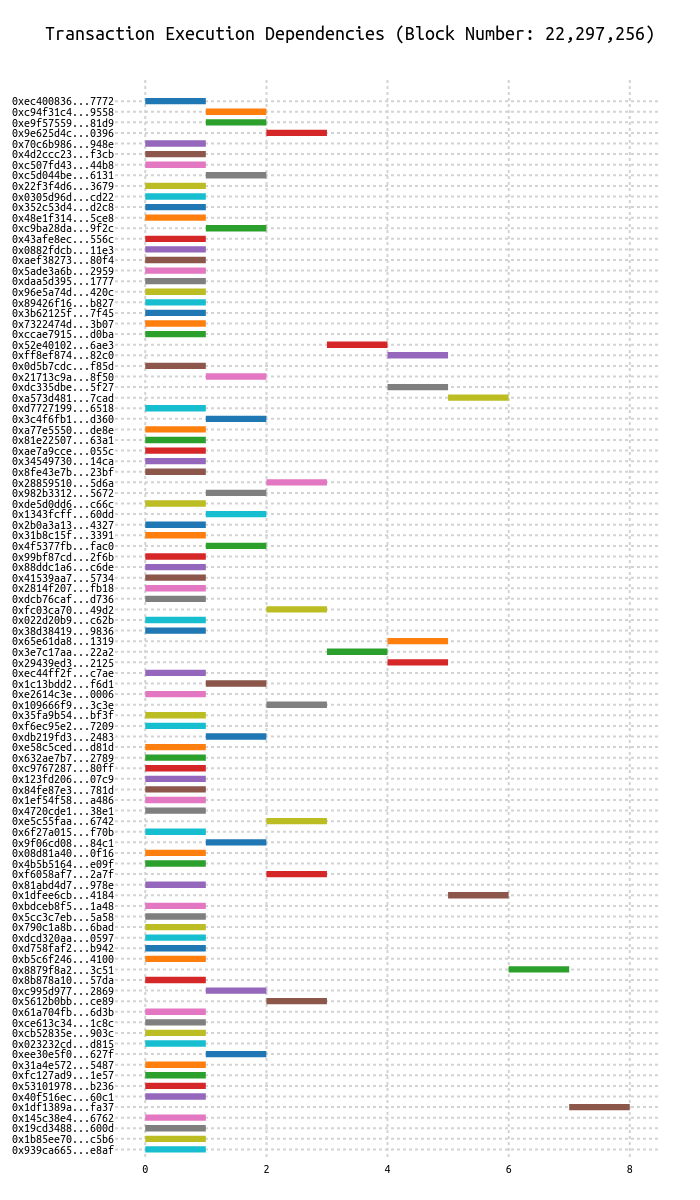 Transaction Execution Dependencies (Block Number: 22,297,256)
0xec400836...7772
0xc94f31c4...9558
0xe9f57559...81d9
0x9e625d4c...0396
0x70c6b986...948e
0x4d2ccc23...f3cb
0xc507fd43...44b8
0xc5d044be...6131
0x22f3f4d6...3679
0x0305d96d...cd22
0x352c53d4...d2c8
0x48e1f314...5ce8
0xc9ba28da...9f2c
0x43afe8ec...556c
0x0882fdcb...11e3
0xaef38273...80f4
0x5ade3a6b...2959
0xdaa5d395...1777
0x96e5a74d...420c
0x89426f16...b827
0x3b62125f...7f45
0x7322474d...3b07
0xccae7915...d0ba
0x52e40102...6ae3
0xff8ef874...82c0
0x0d5b7cdc...f85d
0x21713c9a...8f50
0xdc335dbe...5f27
0xa573d481...7cad
0xd7727199...6518
0x3c4f6fb1...d360
0xa77e5550...de8e
0x81e22507...63a1
0xae7a9cce...055c
0x34549730...14ca
0x8fe43e7b...23bf
0x28859510...5d6a
0x982b3312...5672
0xde5d0dd6...c66c
0x1343fcff...60dd
0x2b0a3a13...4327
0x31b8c15f...3391
0x4f5377fb...fac0
0x99bf87cd...2f6b
0x88ddc1a6...c6de
0x41539aa7...5734
0x2814f207...fb18
0xdcb76caf...d736
0xfc03ca70...49d2
0x022d20b9...c62b
0x38d38419...9836
0x65e61da8...1319
0x3e7c17aa...22a2
0x29439ed3...2125
0xec44ff2f...c7ae
0x1c13bdd2...f6d1
0xe2614c3e...0006
0x109666f9...3c3e
0x35fa9b54...bf3f
0xf6ec95e2...7209
0xdb219fd3...2483
0xe58c5ced...d81d
0x632ae7b7...2789
0xc9767287...80ff
0x123fd206...07c9
0x84fe87e3...781d
0x1ef54f58...a486
0x4720cde1...38e1
0xe5c55faa...6742
0x6f27a015...f70b
0x9f06cd08...84c1
0x08d81a40...0f16
0x4b5b5164...e09f
0xf6058af7...2a7f
0x81abd4d7...978e
0x1dfee6cb...4184
0xbdceb8f5...1a48
0x5cc3c7eb...5a58
0x790c1a8b...6bad
0xdcd320aa...0597
0xd758faf2...b942
0xb5c6f246...4100
0x8879f8a2...3c51
0x8b878a10...57da
0xc995d977...2869
0x5612b0bb...ce89
0x61a704fb...6d3b
0xce613c34...1c8c
0xcb52835e...903c
0x023232cd...d815
0xee30e5f0...627f
0x31a4e572...5487
0xfc127ad9...1e57
0x53101978...b236
0x40f516ec...60c1
0x1df1389a...fa37
0x145c38e4...6762
0x19cd3488...600d
0x1b85ee70...c5b6
0x939ca665...e8af
0 2 4 6 8